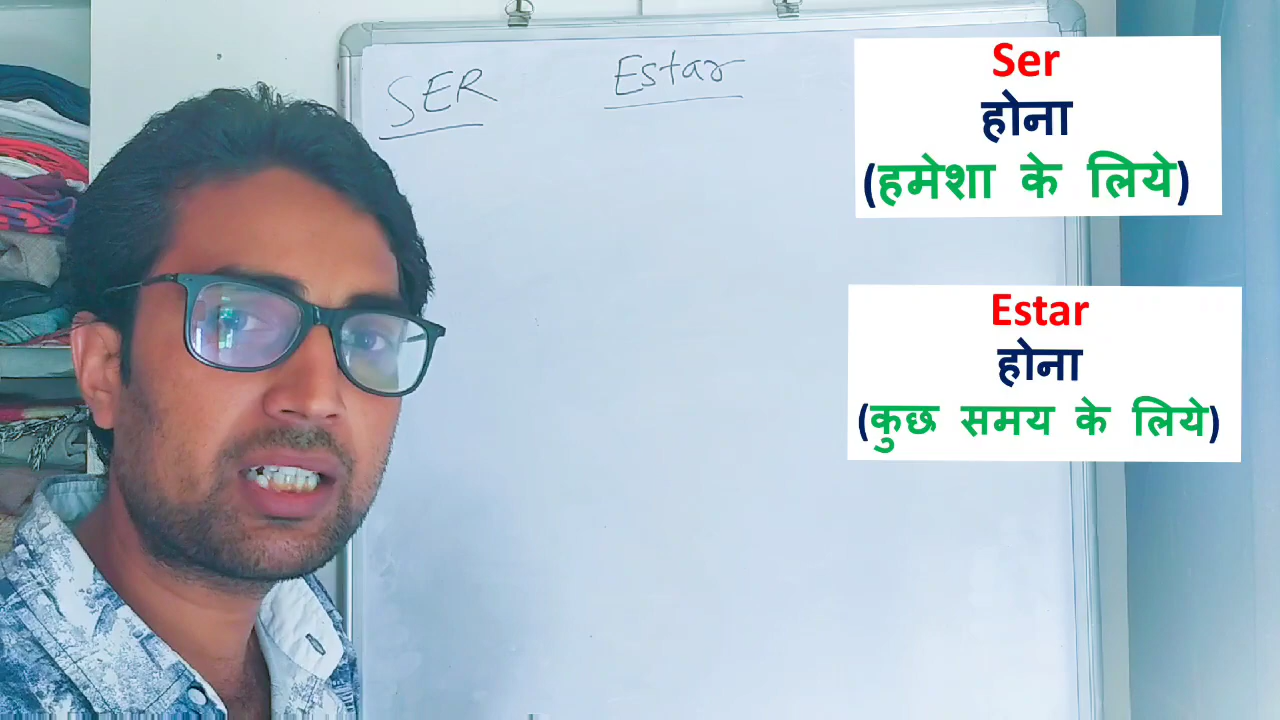 SER Estar
Ser
होना
(हमेशा के लिये)
Estar
होना
(कुछ समय के लिये)